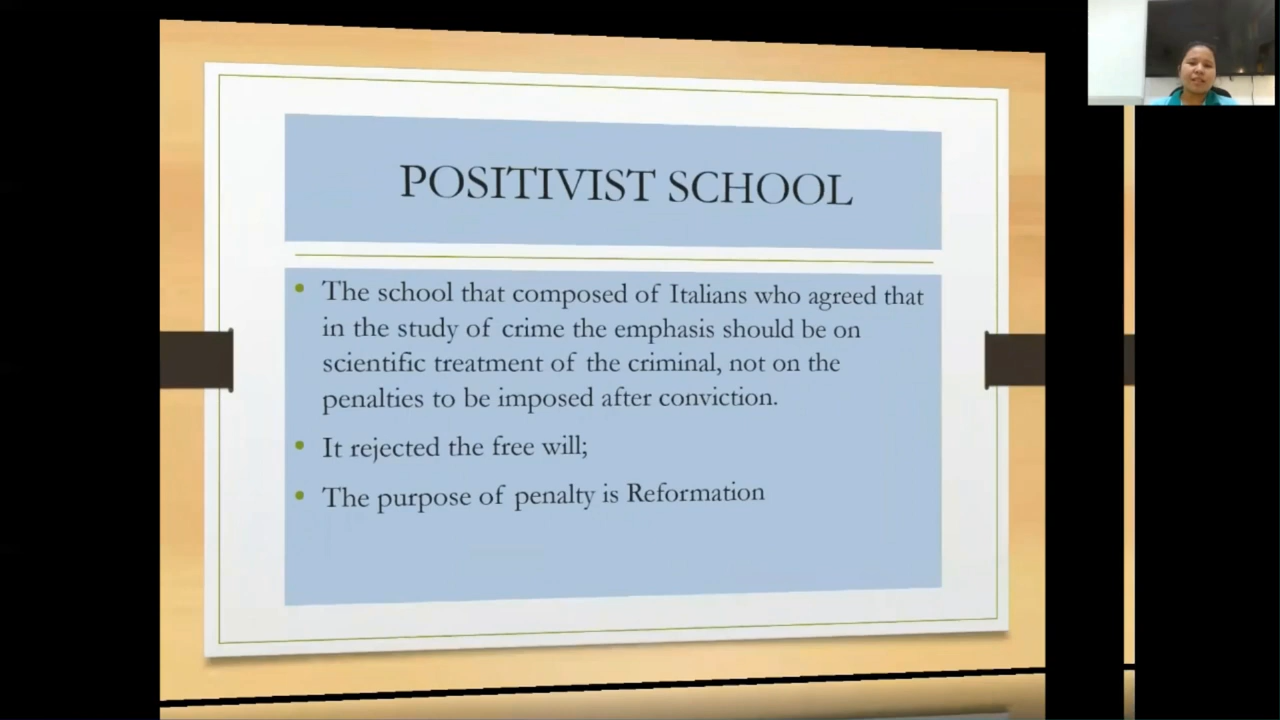 POSITIVIST SCHOOL
• The school that composed of Italians who agreed that
in the study of crime the emphasis should be on
scientific treatment of the criminal, not on the
penalties to be imposed after conviction.
• It rejected the free will;
• The purpose of penalty is Reformation